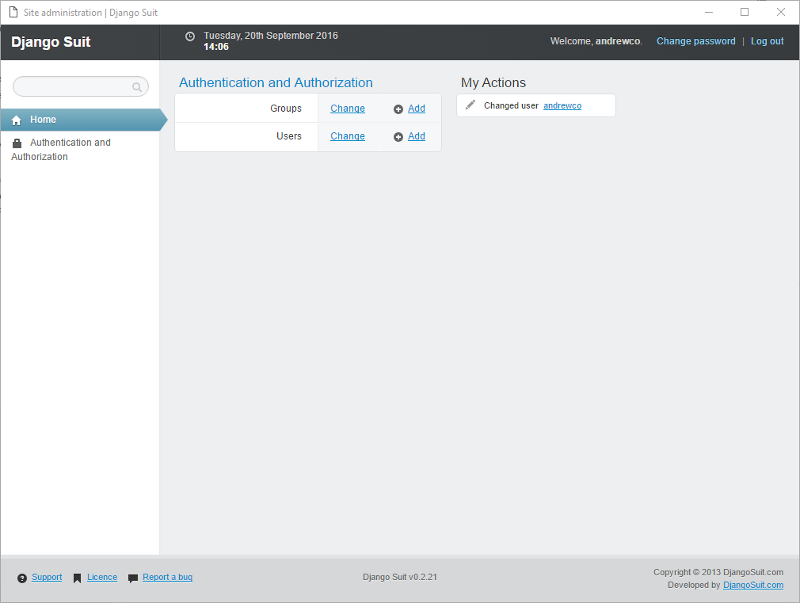 Site administration | Django Suit
Django Suit
Tuesday, 20th September 2016
14:06
Welcome, andrewco. Change password | Log out
Home
Authentication and
Authorization
Authentication and Authorization
Groups Change Add
Users Change Add
My Actions
Changed user andrewco
Support Licence Report a bug
Django Suit v0.2.21
Copyright © 2013 DjangoSuit.com
Developed by DjangoSuit.com